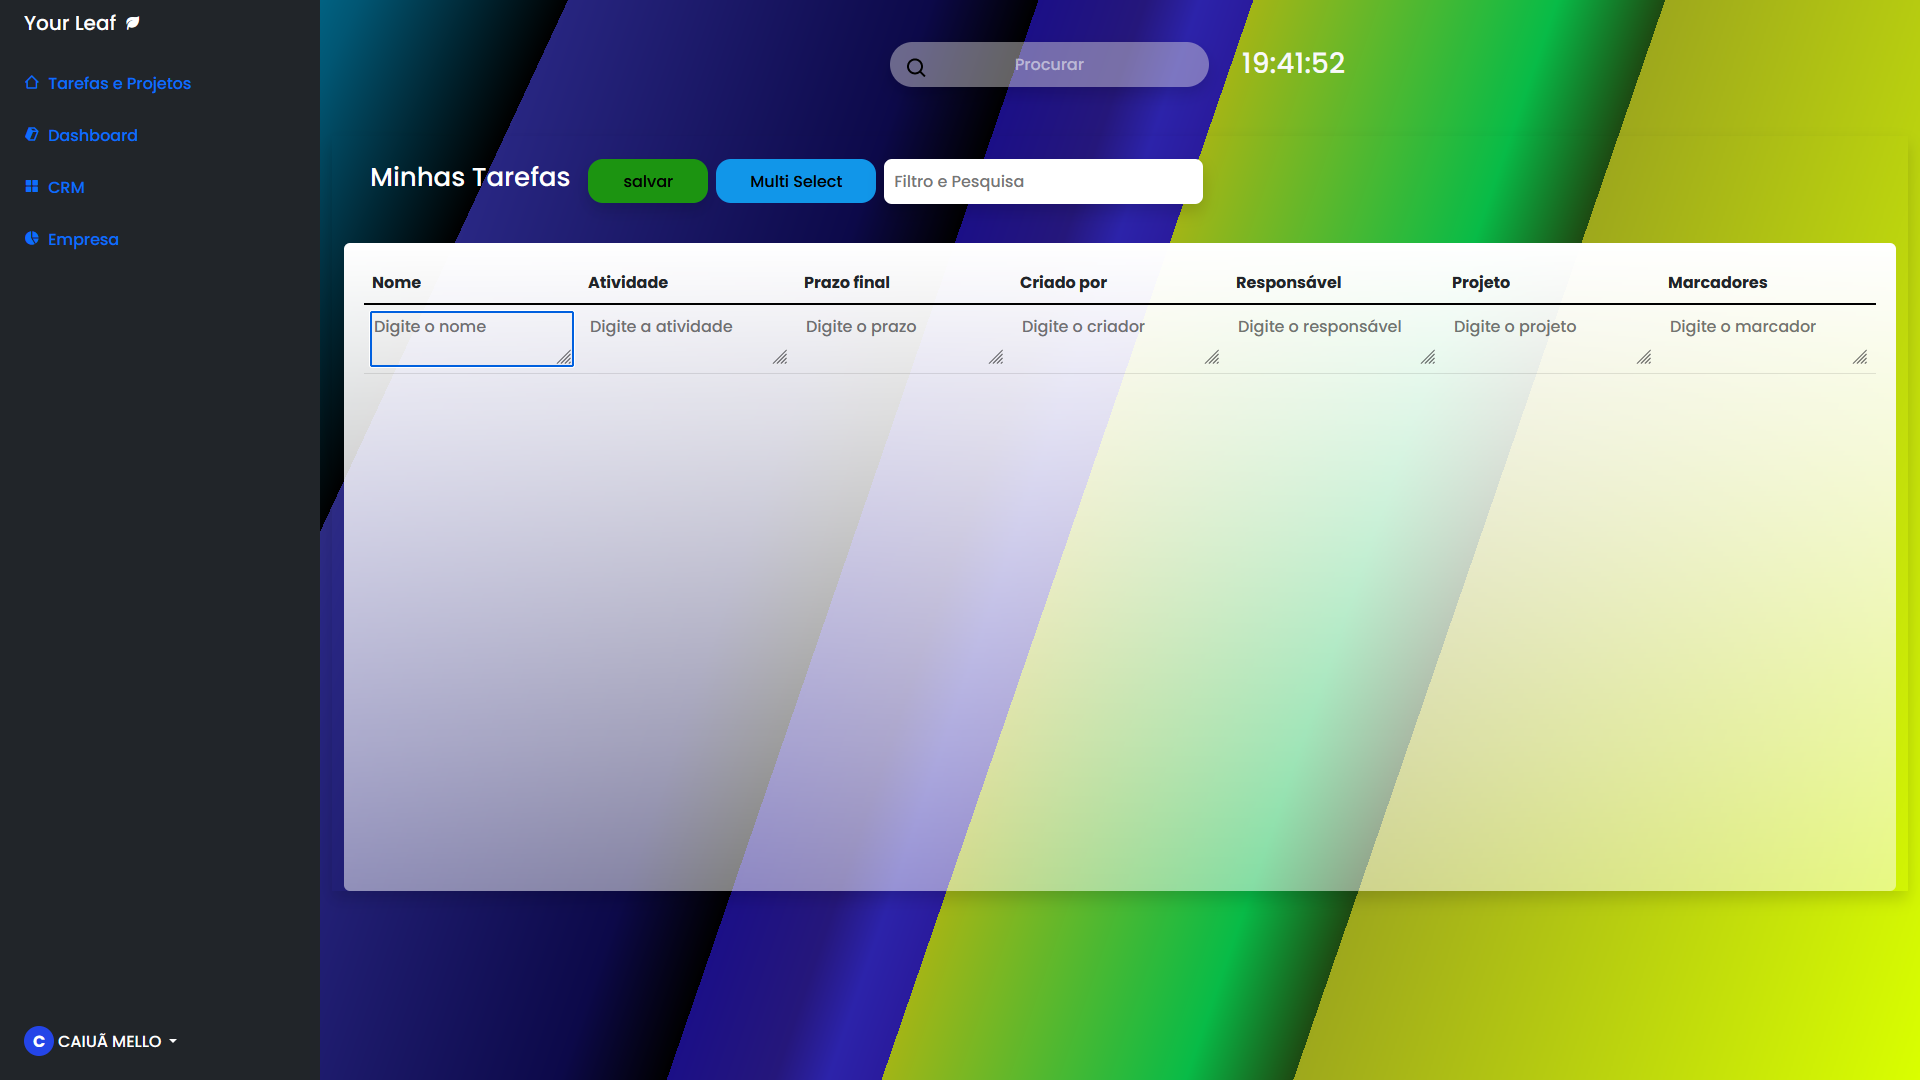 Your Leaf
Tarefas e Projetos
Dashboard
CRM
Empresa
CAIUÃ MELLO
Procurar
19:41:52
Minhas Tarefas
salvar
Multi Select
Filtro e Pesquisa
Nome Atividade Prazo final Criado por Responsável Projeto Marcadores
Digite o nome Digite a atividade Digite o prazo Digite o criador Digite o responsável Digite o projeto Digite o marcador
C